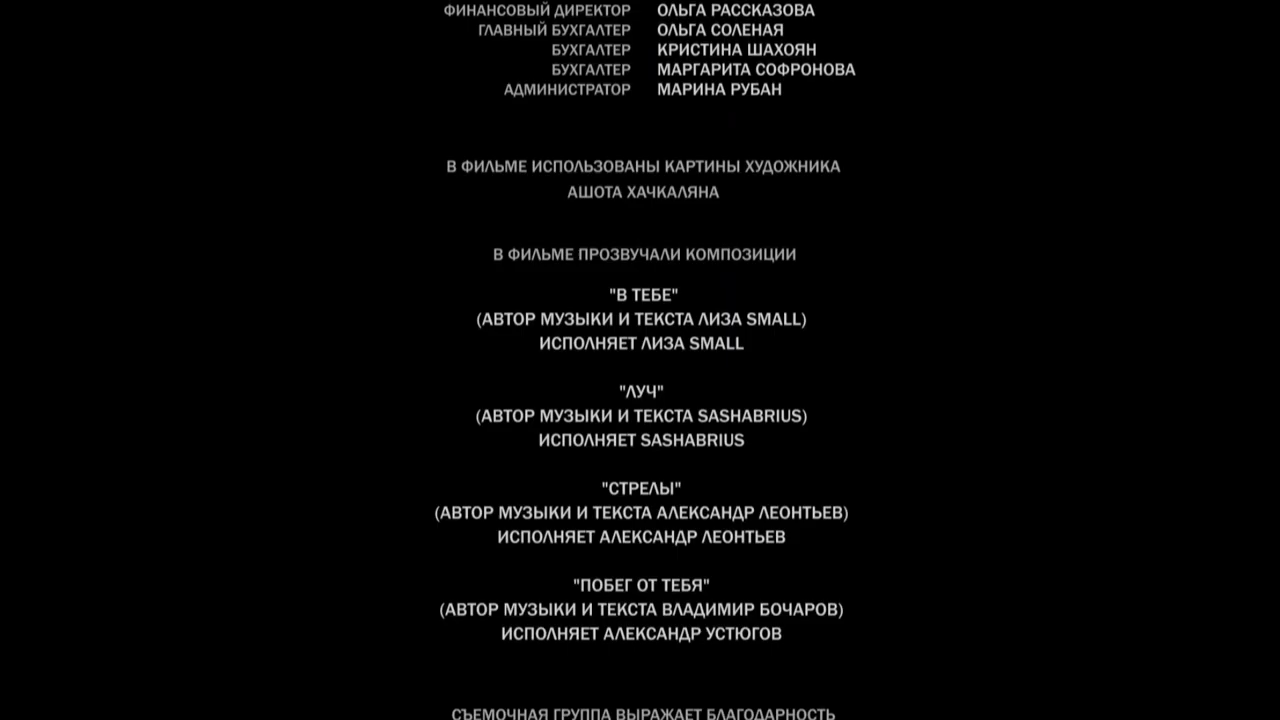 ФИНАНСОВЫЙ ДИРЕКТОР ОЛЬГА РАССКАЗОВА
ГЛАВНЫЙ БУХГАЛТЕР ОЛЬГА СОЛЕНАЯ
БУХГАЛТЕР КРИСТИНА ШАХОЯН
БУХГАЛТЕР МАРГАРИТА СОФРОНОВА
АДМИНИСТРАТОР МАРИНА РУБАН
В ФИЛЬМЕ ИСПОЛЬЗОВАНЫ КАРТИНЫ ХУДОЖНИКА
АШОТА ХАЧКАЛЯНА
В ФИЛЬМЕ ПРОЗВУЧАЛИ КОМПОЗИЦИИ
"В ТЕБЕ"
(АВТОР МУЗЫКИ И ТЕКСТА ЛИЗА SMALL)
ИСПОЛНЯЕТ ЛИЗА SMALL
"ЛУЧ"
(АВТОР МУЗЫКИ И ТЕКСТА SASHABRIUS)
ИСПОЛНЯЕТ SASHABRIUS
"СТРЕЛЫ"
(АВТОР МУЗЫКИ И ТЕКСТА АЛЕКСАНДР ЛЕОНТЬЕВ)
ИСПОЛНЯЕТ АЛЕКСАНДР ЛЕОНТЬЕВ
"ПОБЕГ ОТ ТЕБЯ"
(АВТОР МУЗЫКИ И ТЕКСТА ВЛАДИМИР БОЧАРОВ)
ИСПОЛНЯЕТ АЛЕКСАНДР УСТЮГОВ
СЪЕМОЧНАЯ ГРУППА ВЫРАЖАЕТ БЛАГОДАРНОСТЬ